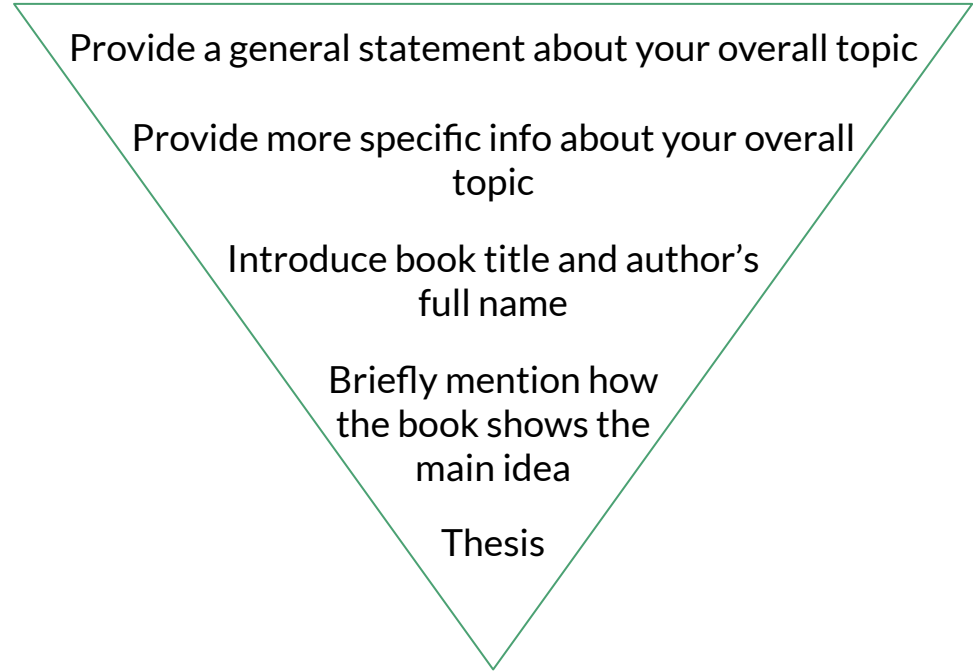 Provide a general statement about your overall topic
Provide more specific info about your overall
topic
Introduce book title and author’s
full name
Briefly mention how
the book shows the
main idea
Thesis